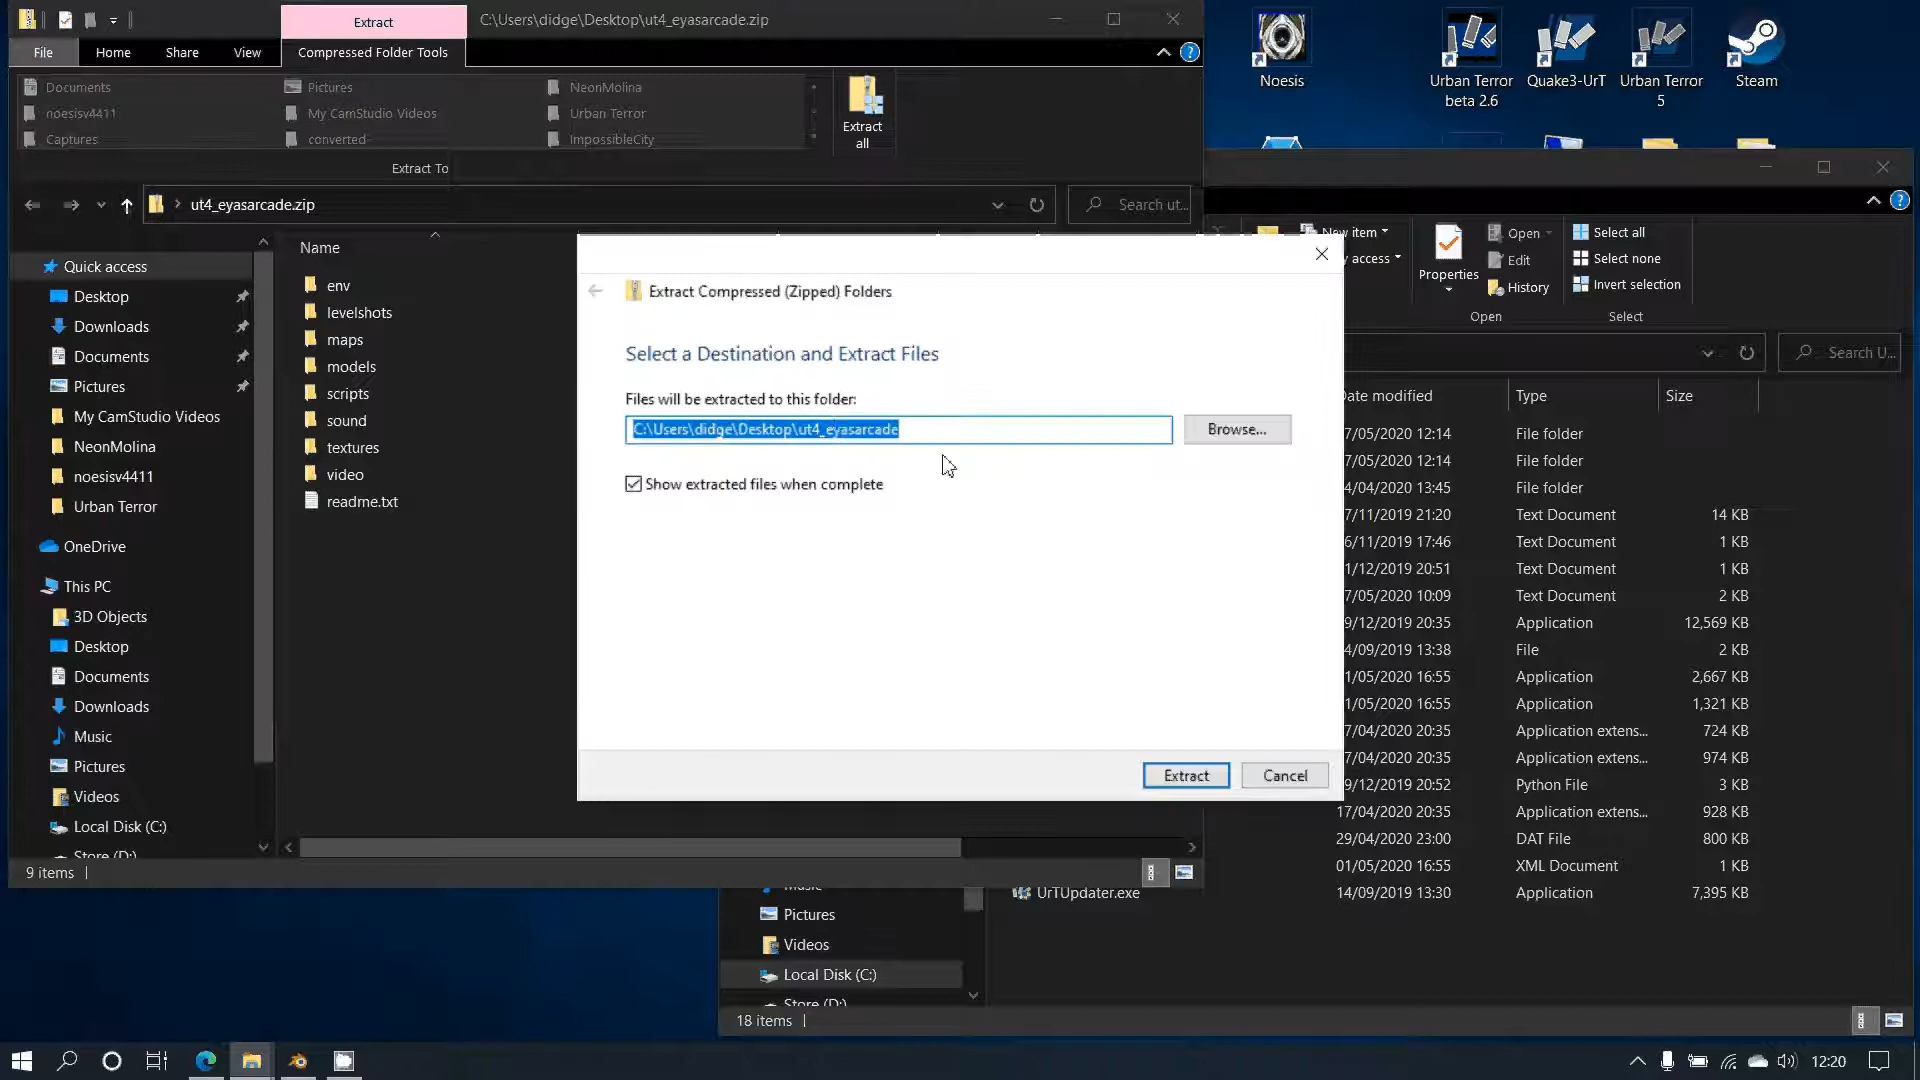 Extract
C:\Users\didge\Desktop\ut4_eyasarcade.zip
File
Home
Share
View
Compressed Folder Tools
Documents
Pictures
NeonMolina
noesisv4411
My CamStudio Videos
Urban Terror
Captures
converted
ImpossibleCity
Extract all
Extract To
ut4_eyasarcade.zip
Search ut...
Name
Quick access
Desktop
Downloads
Documents
Pictures
My CamStudio Videos
NeonMolina
noesisv4411
Urban Terror
OneDrive
This PC
3D Objects
Desktop
Documents
Downloads
Music
Pictures
Videos
Local Disk (C:)
Store (D:)
9 items
env
levelshots
maps
models
scripts
sound
textures
video
readme.txt
Extract Compressed (Zipped) Folders
Select a Destination and Extract Files
Files will be extracted to this folder:
C:\Users\didge\Desktop\ut4_eyasarcade
Browse...
Show extracted files when complete
Extract
Cancel
Noesis
Urban Terror beta 2.6
Quake3-UrT
Urban Terror 5
Steam
New item
access
Properties
Open
Edit
History
Open
Select all
Select none
Invert selection
Select
Search U...
Date modified
Type
Size
7/05/2020 12:14 File folder
7/05/2020 12:14 File folder
4/04/2020 13:45 File folder
7/11/2019 21:20 Text Document 14 KB
6/11/2019 17:46 Text Document 1 KB
1/12/2019 20:51 Text Document 1 KB
7/05/2020 10:09 Text Document 2 KB
9/12/2019 20:35 Application 12,569 KB
4/09/2019 13:38 File 2 KB
1/05/2020 16:55 Application 2,667 KB
1/05/2020 16:55 Application 1,321 KB
7/04/2020 20:35 Application extens... 724 KB
7/04/2020 20:35 Application extens... 974 KB
9/12/2019 20:52 Python File 3 KB
17/04/2020 20:35 Application extens... 928 KB
29/04/2020 23:00 DAT File 800 KB
01/05/2020 16:55 XML Document 1 KB
UrTUpdater.exe 14/09/2019 13:30 Application 7,395 KB
Music
Pictures
Videos
Local Disk (C:)
Store (D:)
18 items
12:20